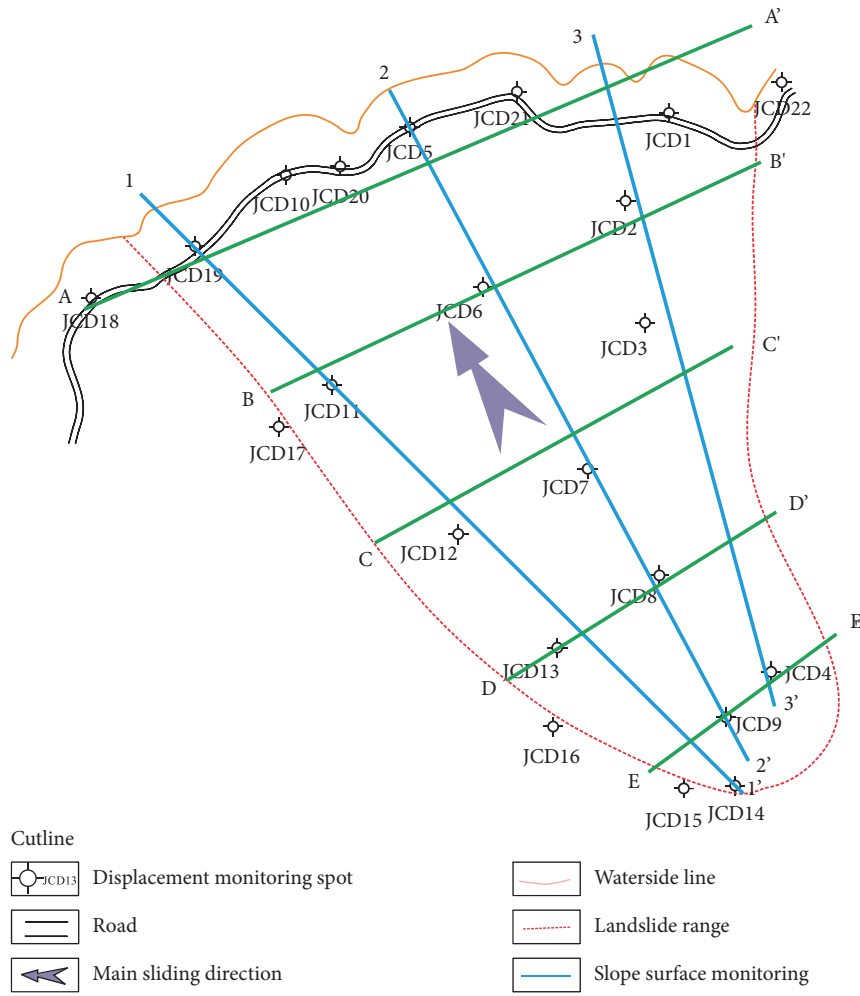 A’
3
2
JCD22
JCD21
JCD1
JCD5
B'
1
JCD10
JCD20
JCD2
JCD19
A
JCD18
JCD6
JCD3
C’
B
JCD11
JCD17
JCD7
D’
JCD12
C
JCD8
E
JCD13
D
JCD4
3’
JCD9
JCD16
2’
E
1’
JCD15
JCD14
Cutline
JCD13
Displacement monitoring spot
Waterside line
Road
Landslide range
Main sliding direction
Slope surface monitoring